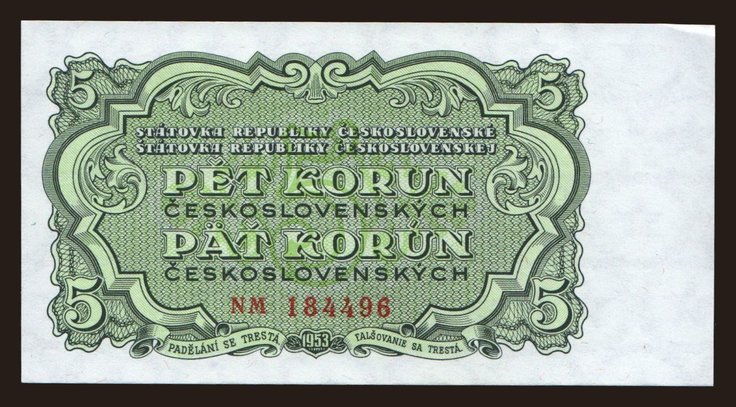 5 5
STÁTOVKA REPUBLIKY ČESKOSLOVENSKÉ
ŠTÁTOVKA REPUBLIKY ČESKOSLOVENSKEJ
PĚT KORUN
ČESKOSLOVENSKÝCH
PÄŤ KORÚN
ČESKOSLOVENSKÝCH
NM 184496
5 5
PADĚLÁNÍ SE TRESTÁ 1953 FALŠOVANIE SA TRESTÁ.